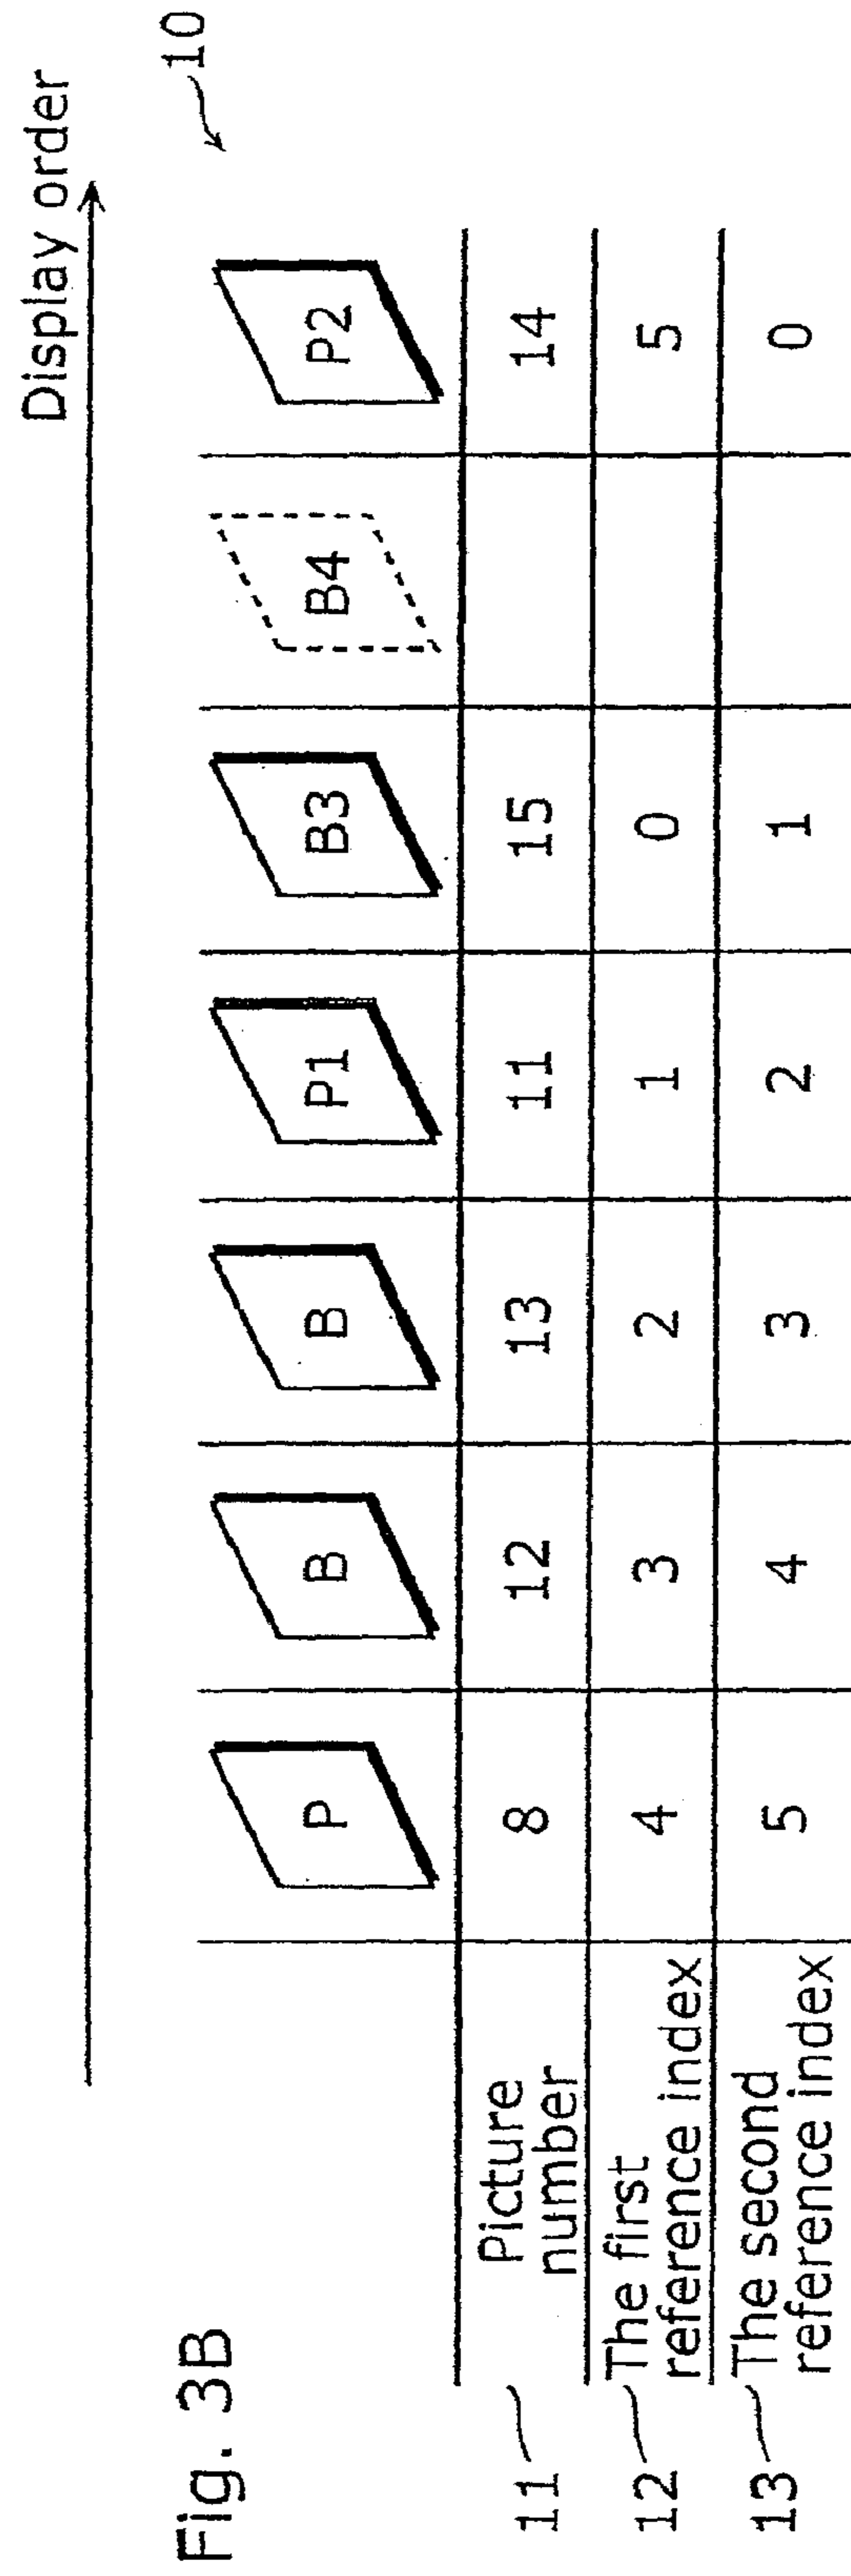 Fig. 3B
Display order
10
P B B P1 B3 B4 P2
11 Picture number 8 12 13 11 15 14
12 The first reference index 4 3 2 1 0 5
13 The second reference index 5 4 3 2 1 0